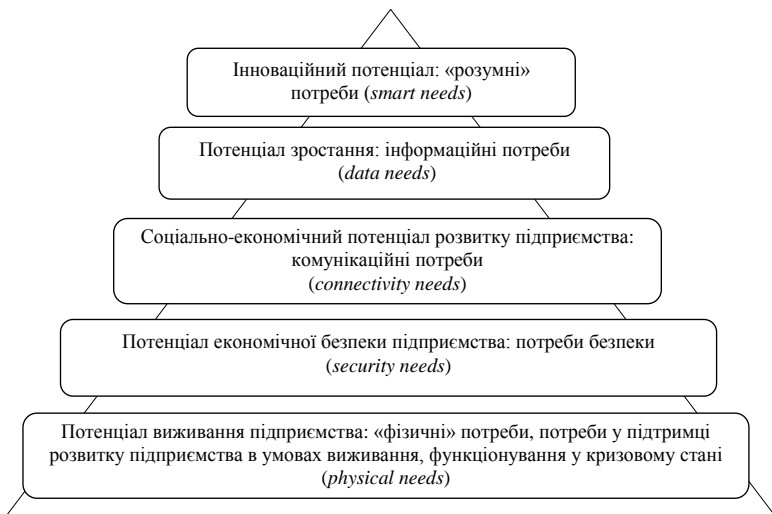 Інноваційний потенціал: «розумні»
потреби (smart needs)
Потенціал зростання: інформаційні потреби
(data needs)
Соціально-економічний потенціал розвитку підприємства:
комунікаційні потреби
(connectivity needs)
Потенціал економічної безпеки підприємства: потреби безпеки
(security needs)
Потенціал виживання підприємства: «фізичні» потреби, потреби у підтримці
розвитку підприємства в умовах виживання, функціонування у кризовому стані
(physical needs)